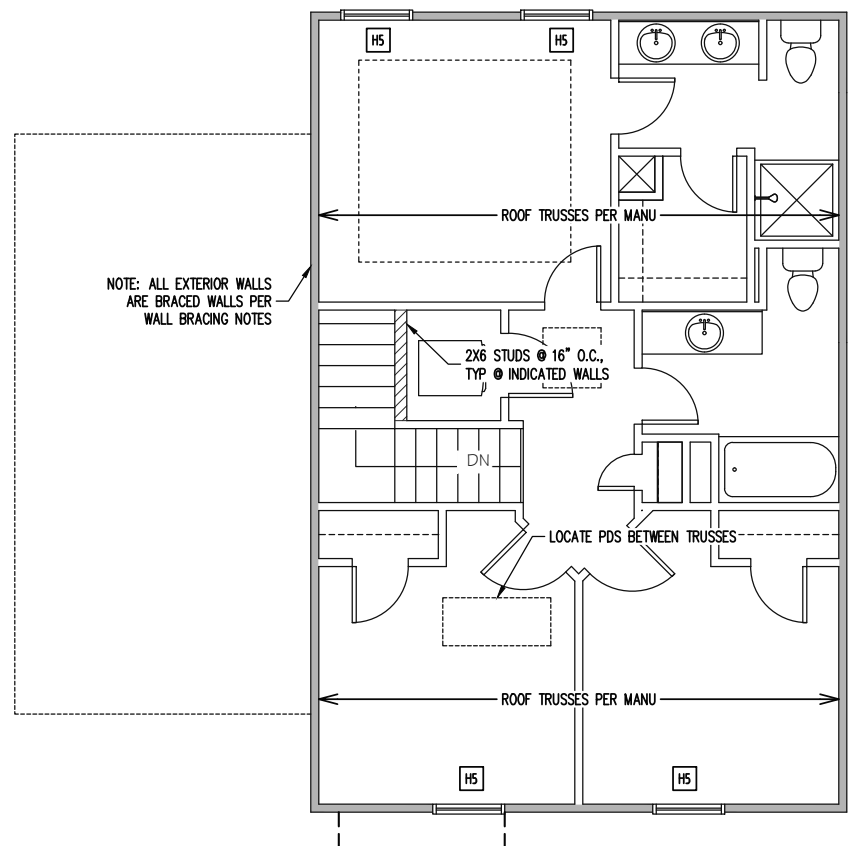 H5
H5
ROOF TRUSSES PER MANU
NOTE: ALL EXTERIOR WALLS
ARE BRACED WALLS PER
WALL BRACING NOTES
2X6 STUDS @ 16" O.C.,
TYP @ INDICATED WALLS
DN
LOCATE PDS BETWEEN TRUSSES
ROOF TRUSSES PER MANU
H5
H5